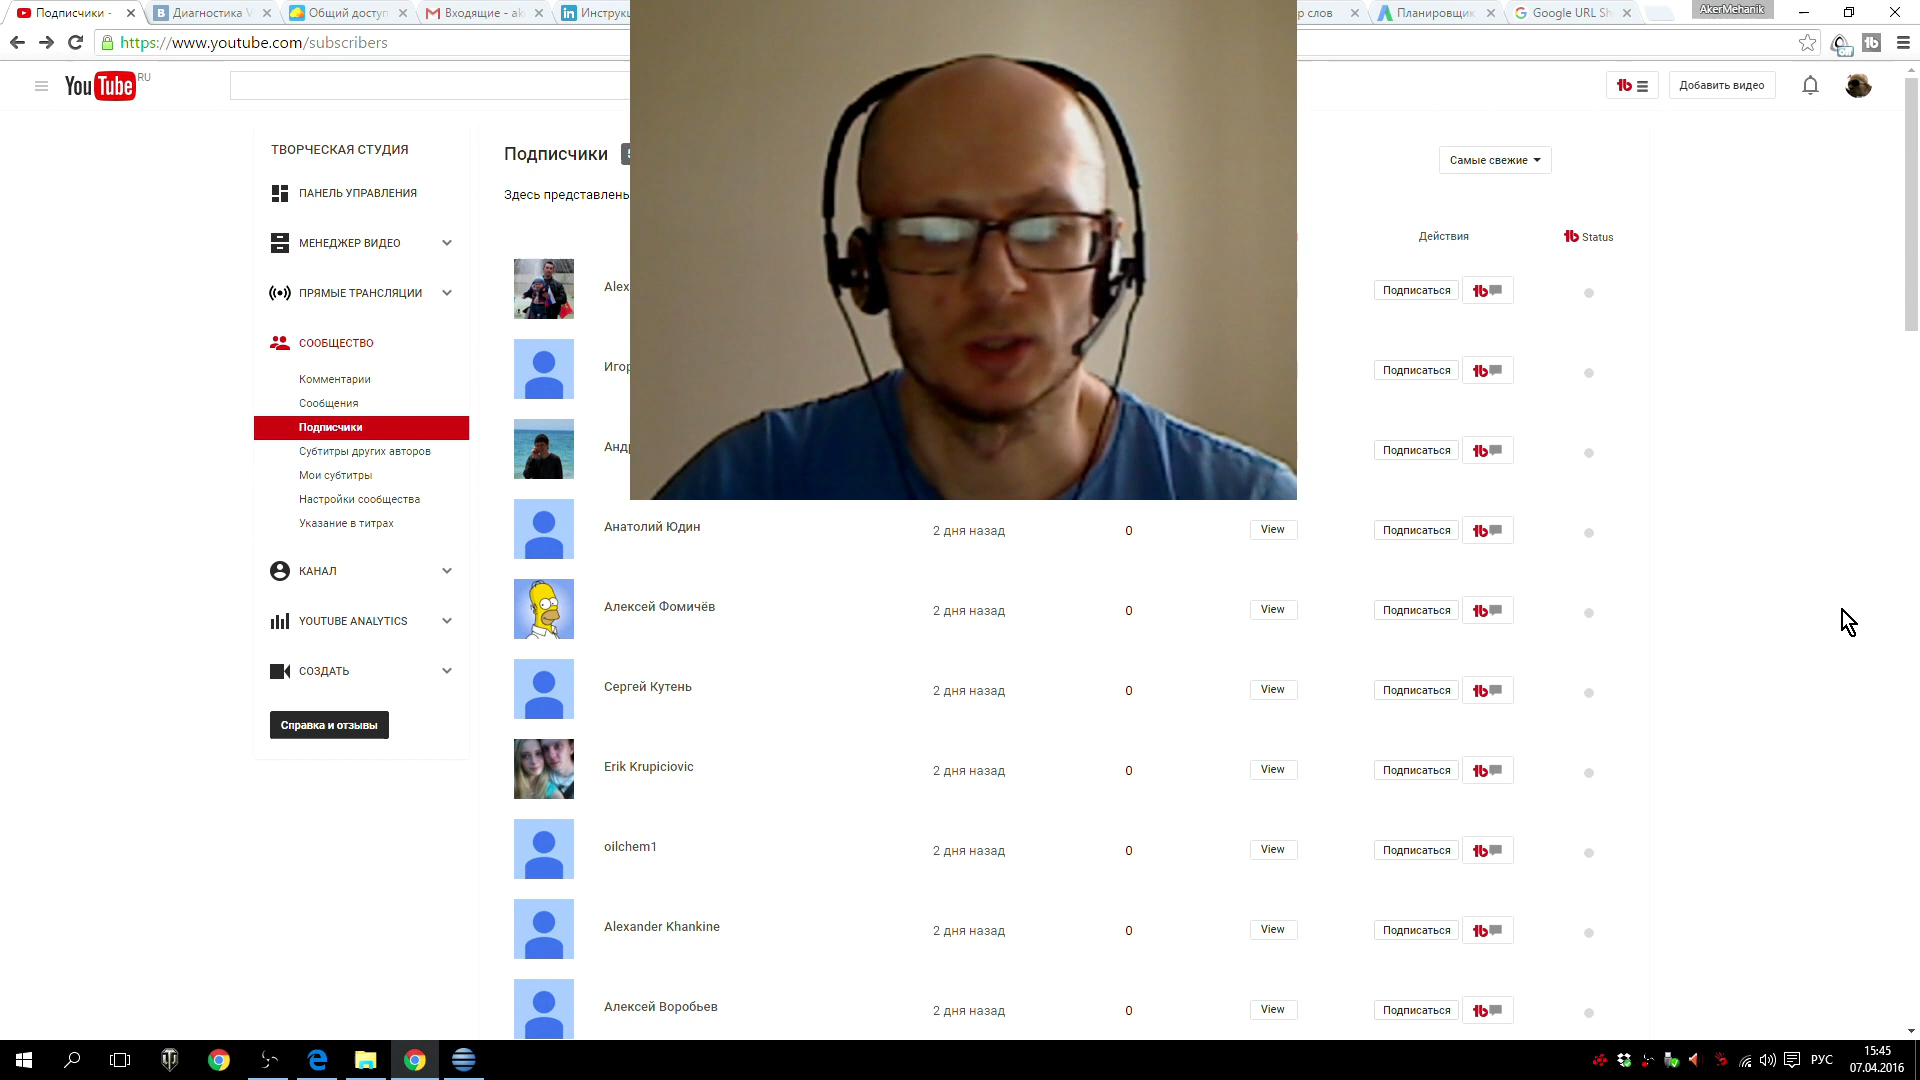 Подписчики -
Диагностика
Общий доступ
Входящие - ak
Инструкц
р слов
Планировщик
Google URL Sh
AkerMehanik
https://www.youtube.com/subscribers
off
YouTube RU
Добавить видео
ТВОРЧЕСКАЯ СТУДИЯ
ПАНЕЛЬ УПРАВЛЕНИЯ
МЕНЕДЖЕР ВИДЕО
ПРЯМЫЕ ТРАНСЛЯЦИИ
СООБЩЕСТВО
Комментарии
Сообщения
Подписчики
Субтитры других авторов
Мои субтитры
Настройки сообщества
Указание в титрах
КАНАЛ
YOUTUBE ANALYTICS
СОЗДАТЬ
Справка и отзывы
Подписчики
Самые свежие
Здесь представлены
Действия
Status
Alex
Подписаться
Игор
Подписаться
Андр
Подписаться
Анатолий Юдин 2 дня назад 0 View Подписаться
Алексей Фомичёв 2 дня назад 0 View Подписаться
Сергей Кутень 2 дня назад 0 View Подписаться
Erik Krupiciovic 2 дня назад 0 View Подписаться
oilchem1 2 дня назад 0 View Подписаться
Alexander Khankine 2 дня назад 0 View Подписаться
Алексей Воробьев 2 дня назад 0 View Подписаться
РУС
15:45
07.04.2016